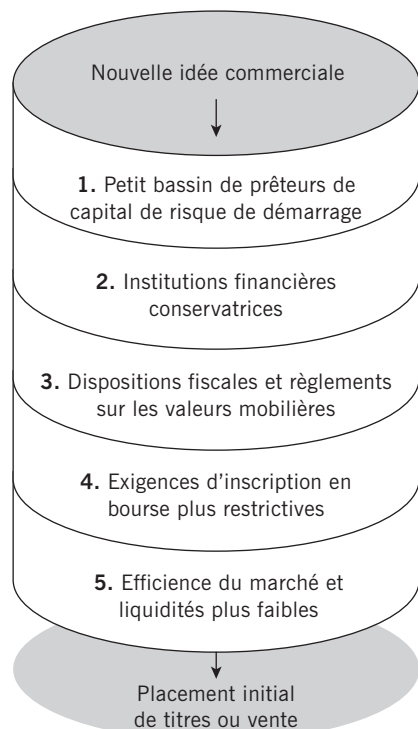 Nouvelle idée commerciale
1. Petit bassin de prêteurs de
capital de risque de démarrage
2. Institutions financières
conservatrices
3. Dispositions fiscales et règlements
sur les valeurs mobilières
4. Exigences d’inscription en
bourse plus restrictives
5. Efficience du marché et
liquidités plus faibles
Placement initial
de titres ou vente